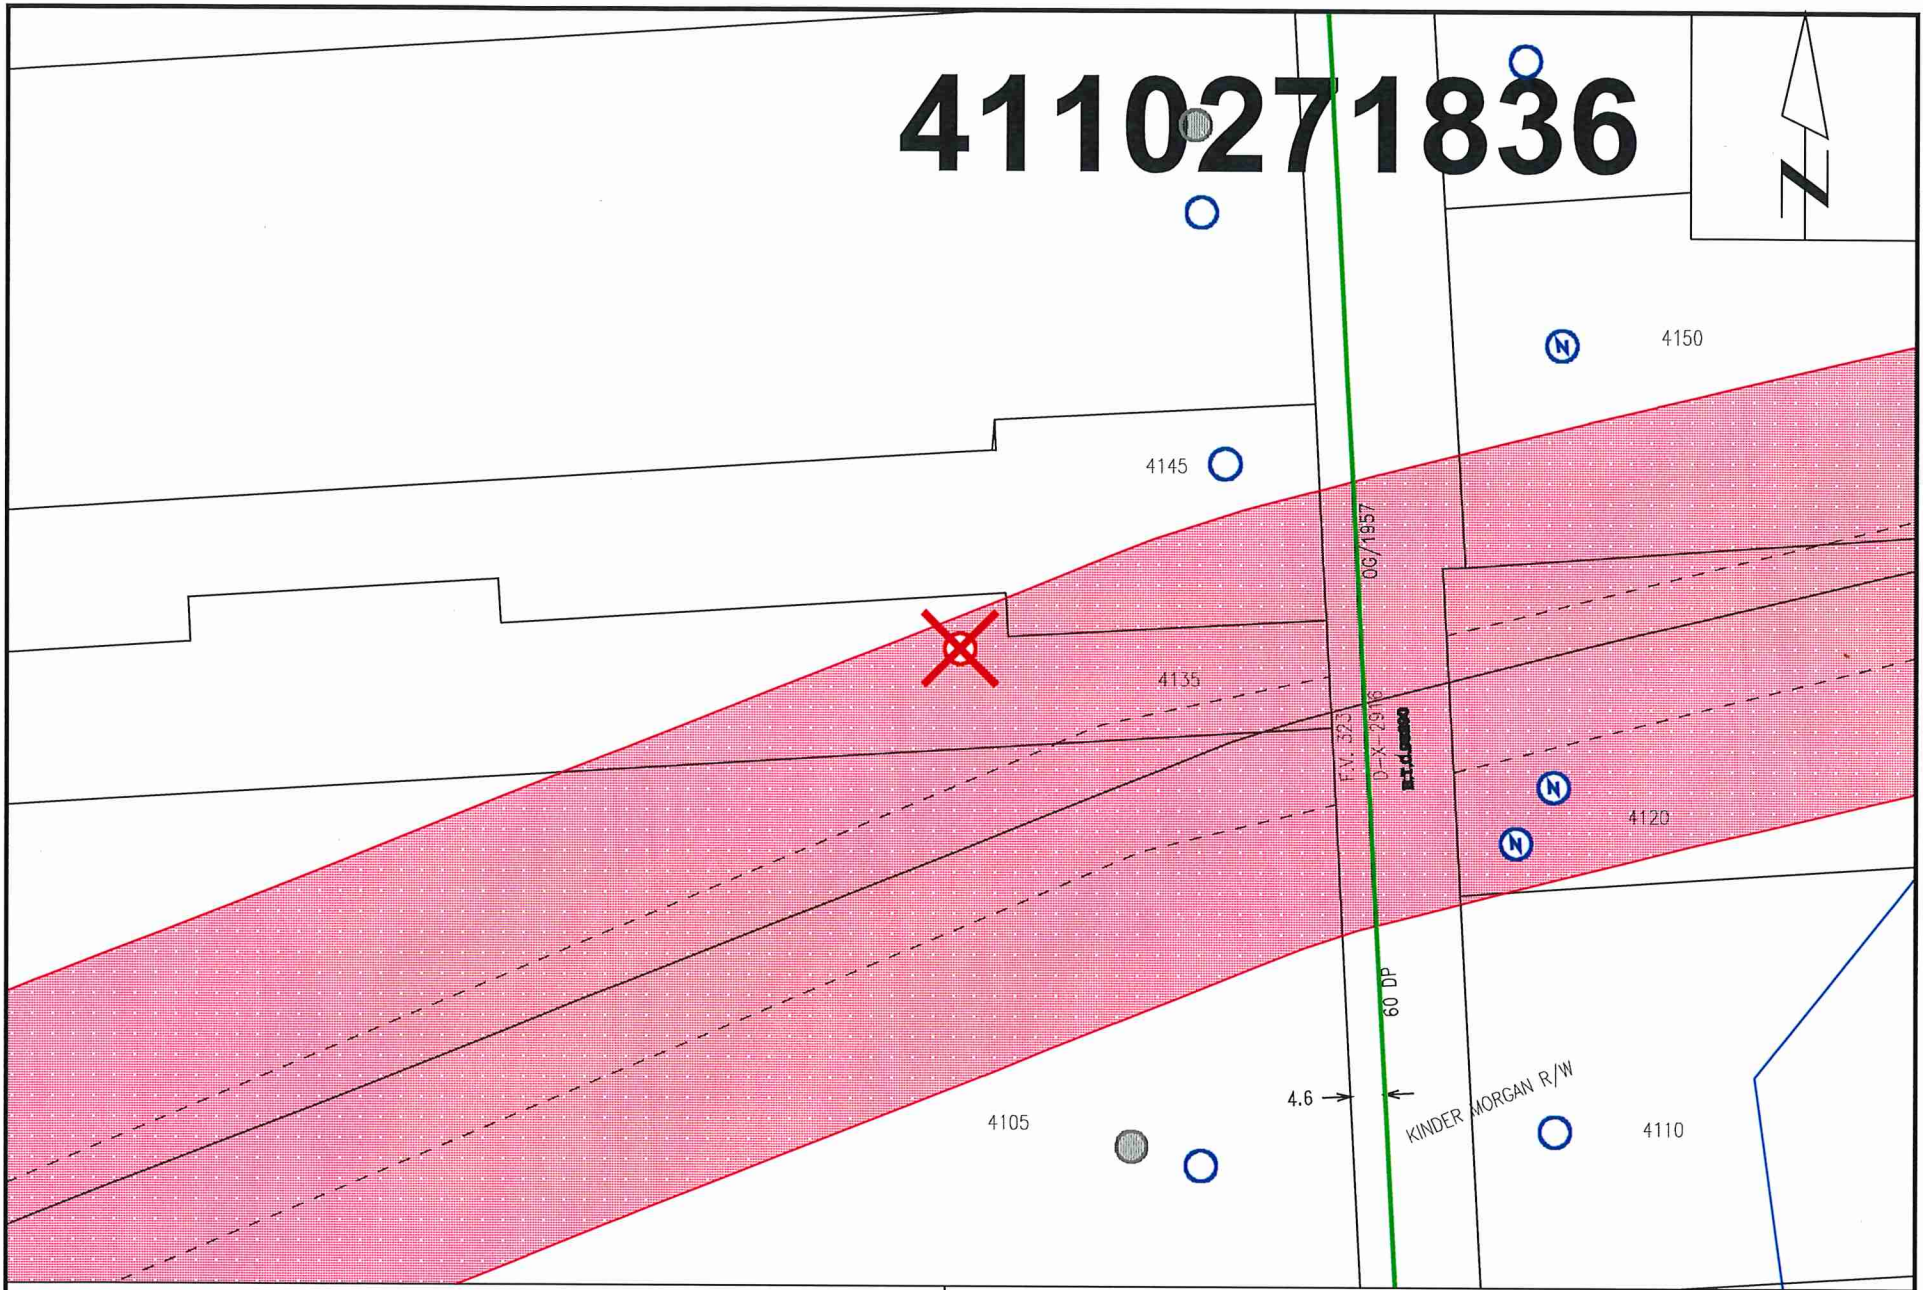 4110271836
N
N
4150
4145
OG/1957
4135
F.V. 323
D-X-2916
N
4120
N
60 DP
4.6
KINDER MORGAN R/W
4105
4110